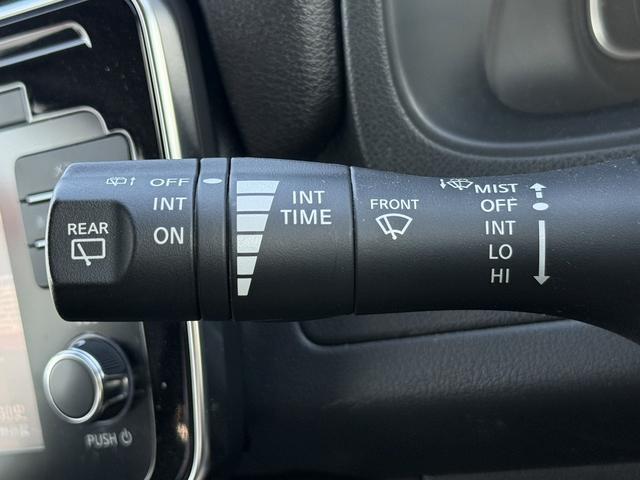 OFF
INT
ON
REAR
INT
TIME
FRONT
MIST
OFF
INT
LO
HI
PUSH